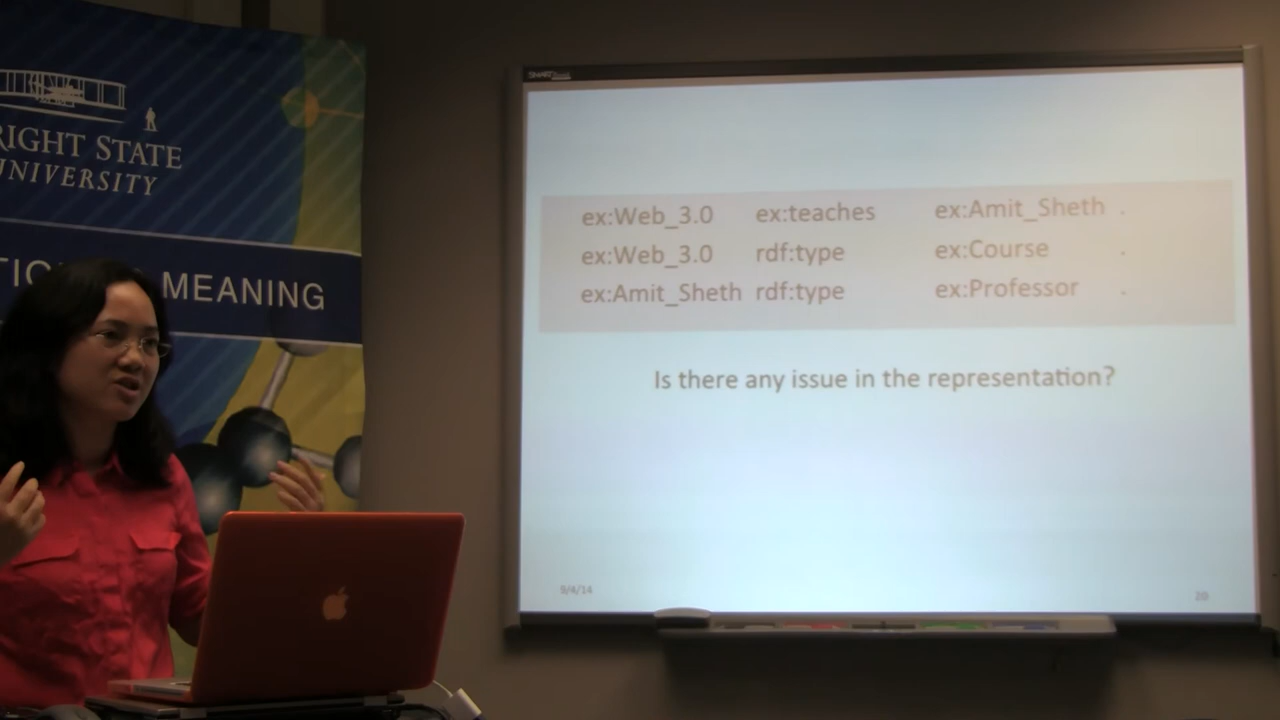 RIGHT STATE
UNIVERSITY
MEANING
SMART
ex:Web_3.0 ex:teaches ex:Amit_Sheth .
ex:Web_3.0 rdf:type ex:Course .
ex:Amit_Sheth rdf:type ex:Professor .
Is there any issue in the representation?
9/4/14
20